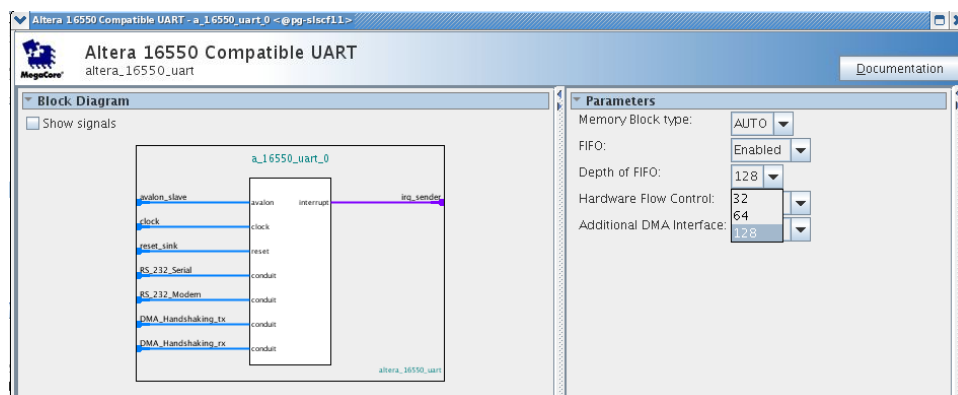 Altera 16550 Compatible UART - a_16550_uart_0 <@pg-slscf11>
Altera 16550 Compatible UART
altera_16550_uart
MegaCore'
Documentation
Block Diagram
Show signals
a_16550_uart_0
avalon_slave
avalon
interrupt
irq_sender
clock
clock
reset_sink
reset
RS_232_Serial
conduit
RS_232_Modem
conduit
DMA_Handshaking_tx
conduit
DMA_Handshaking_rx
conduit
altera_16550_uart
Parameters
Memory Block type: AUTO
FIFO: Enabled
Depth of FIFO: 128
Hardware Flow Control:
Additional DMA Interface:
32
64
128